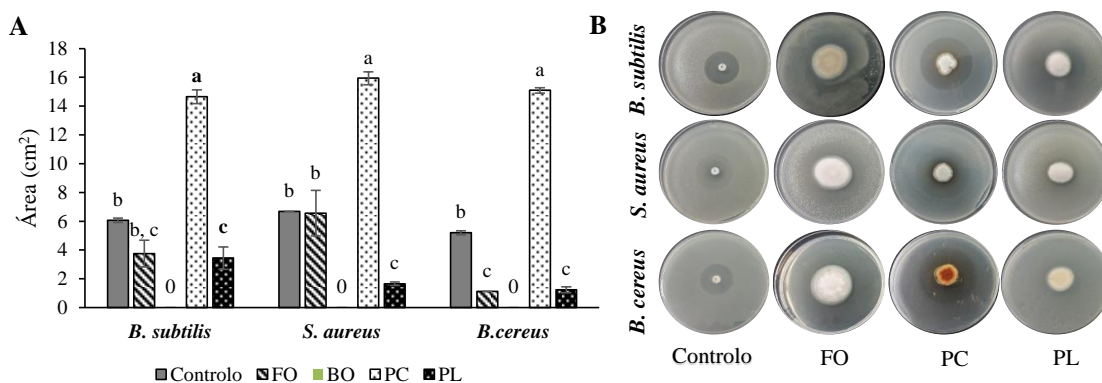 A
Área (cm²)
18
16
14
12
10
8
6
4
2
0
b
b, c
0
a
c
b
b
0
a
c
b
c
0
a
c
B. subtilis
S. aureus
B.cereus
Controlo
FO
BO
PC
PL
B
B. subtilis
S. aureus
B. cereus
Controlo
FO
PC
PL